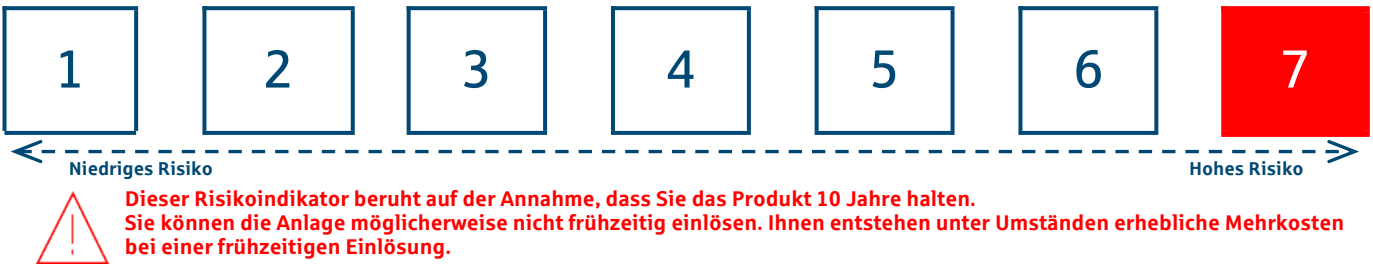 1 2 3 4 5 6 7
Niedriges Risiko Hohes Risiko
Dieser Risikoindikator beruht auf der Annahme, dass Sie das Produkt 10 Jahre halten.
Sie können die Anlage möglicherweise nicht frühzeitig einlösen. Ihnen entstehen unter Umständen erhebliche Mehrkosten
bei einer frühzeitigen Einlösung.